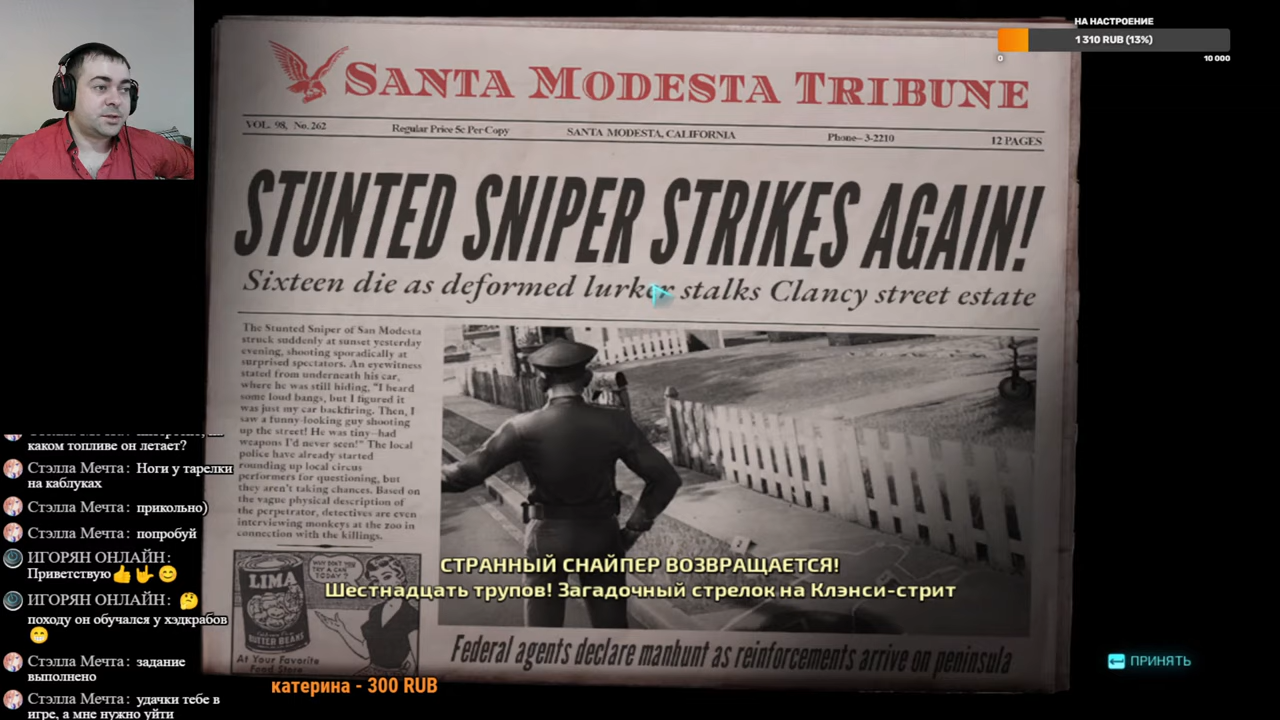 НА НАСТРОЕНИЕ
1 310 RUB (13%)
0
10 000
SANTA MODESTA TRIBUNE
VOL. 98, No. 262
Regular Price 5c Per Copy
SANTA MODESTA, CALIFORNIA
Phone—3-2210
12 PAGES
STUNTED SNIPER STRIKES AGAIN!
Sixteen die as deformed lurker stalks Clancy street estate
The Stunted Sniper of San Modesta
struck suddenly at sunset yesterday
evening, shooting sporadically at
surprised spectators. An eyewitness
stated from underneath his car,
where he was still hiding, "I heard
some loud bangs, but I figured it
was just my car backfiring. Then, I
saw a funny-looking guy shooting
up the street! He was tiny—had
weapons I'd never seen!" The local
police have already started
rounding up local circus
performers for questioning, but
they aren't taking chances. Based on
the vague physical description of
the perpetrator, detectives are even
interviewing monkeys at the zoo in
connection with the killings.
LIMA
BUTTER BEANS
WHY DON'T YOU
TRY A CAN
TODAY?
At Your Favorite
Food Store
СТРАННЫЙ СНАЙПЕР ВОЗВРАЩАЕТСЯ!
Шестнадцать трупов! Загадочный стрелок на Клэнси-стрит
Federal agents declare manhunt as reinforcements arrive on peninsula
ПРИНЯТЬ
катерина - 300 RUB
каком топливе он летает?
Стэлла Мечта: Ноги у тарелки
на каблуках
Стэлла Мечта: прикольно)
Стэлла Мечта: попробуй
ИГОРЯН ОНЛАЙН:
Приветствую👍🤟😊
ИГОРЯН ОНЛАЙН: 🤔
походу он обучался у хэдкрабов
😁
Стэлла Мечта: задание
выполнено
Стэлла Мечта: удачки тебе в
игре, а мне нужно уйти